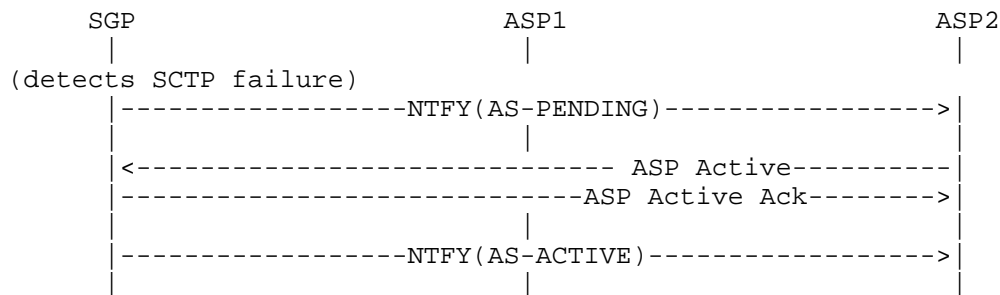 SGP ASP1 ASP2
(detects SCTP failure)
|------------------NTFY(AS-PENDING)---------------->|
|<------------------------------ ASP Active----------|
|-----------------------------ASP Active Ack-------->|
|------------------NTFY(AS-ACTIVE)------------------>|